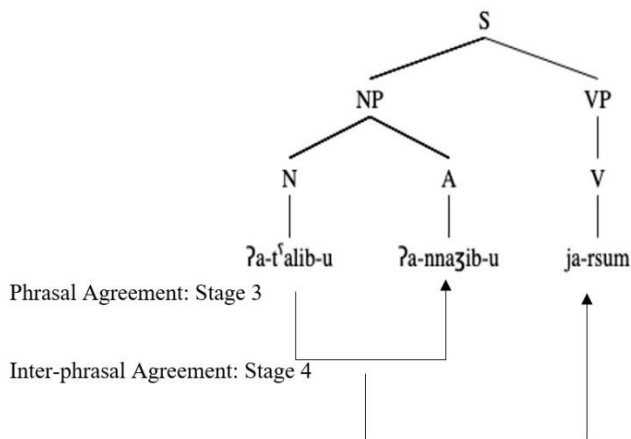 S
NP VP
N A V
ʔa-tˤalib-u ʔa-nnaʒib-u ja-rsum
Phrasal Agreement: Stage 3
Inter-phrasal Agreement: Stage 4